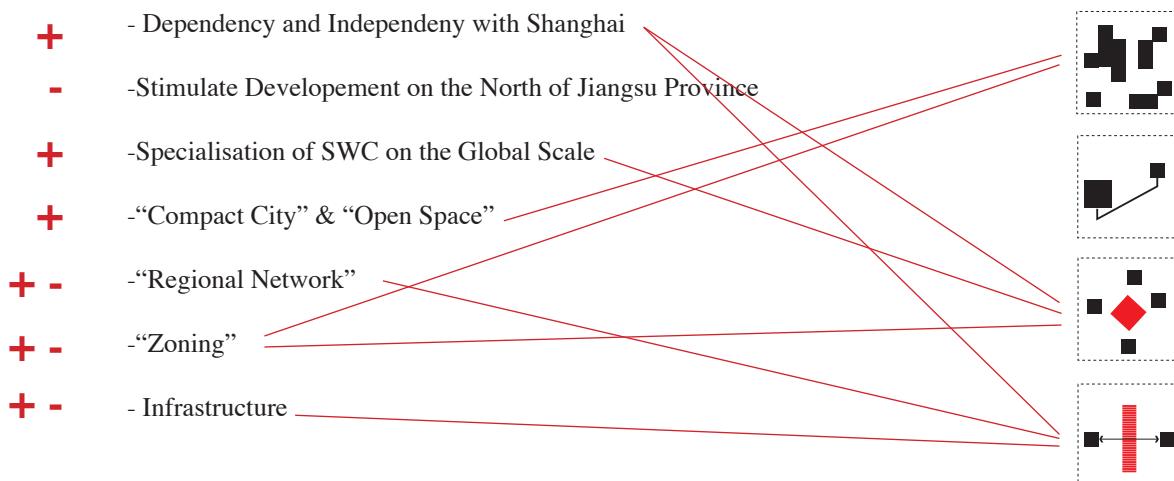 + - Dependency and Independeny with Shanghai
- -Stimulate Developement on the North of Jiangsu Province
+ -Specialisation of SWC on the Global Scale
+ -“Compact City” & “Open Space”
+ - -“Regional Network”
+ - -“Zoning”
+ - - Infrastructure